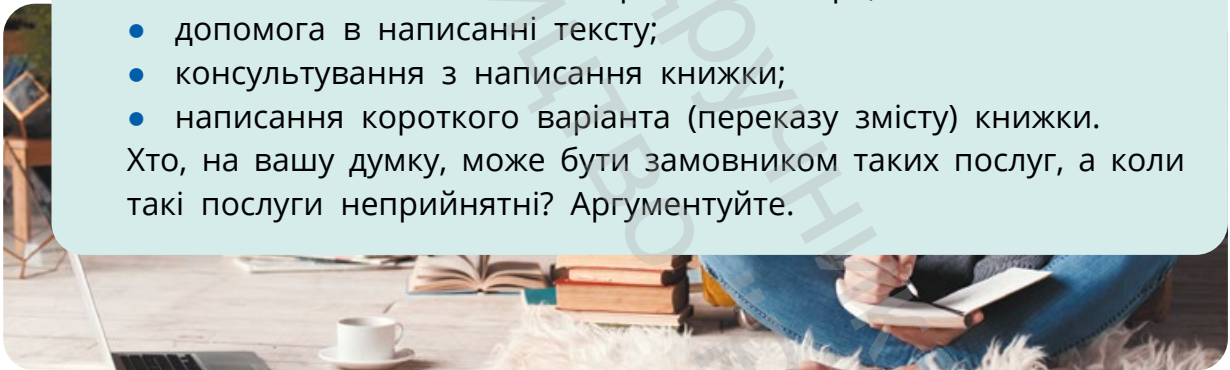 ● допомога в написанні тексту;
● консультування з написання книжки;
● написання короткого варіанта (переказу змісту) книжки.
Хто, на вашу думку, може бути замовником таких послуг, а коли
такі послуги неприйнятні? Аргументуйте.